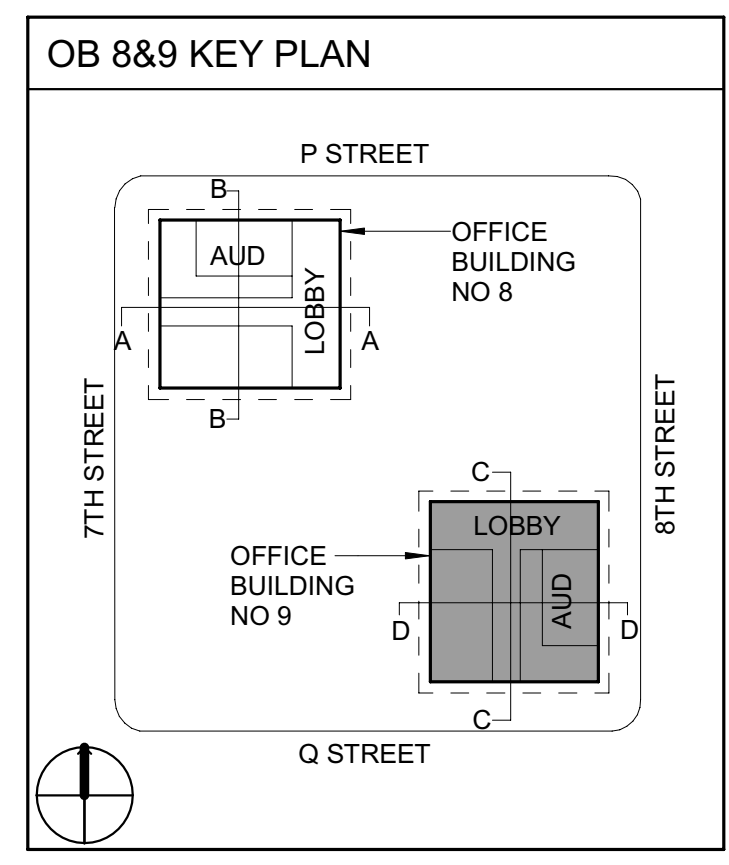 OB 8&9 KEY PLAN
P STREET
B
AUD
LOBBY
OFFICE
BUILDING
NO 8
A
A
B
7TH STREET
8TH STREET
C
LOBBY
OFFICE
BUILDING
NO 9
AUD
D
D
C
Q STREET